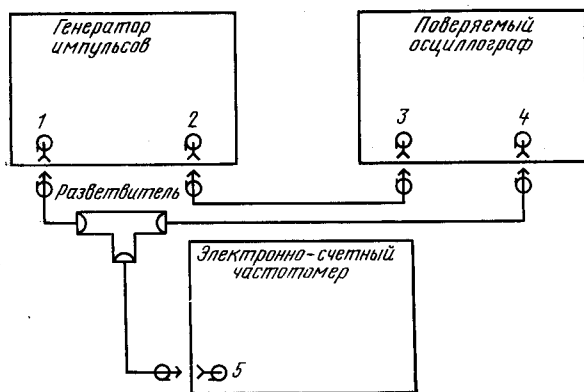 Генератор
импульсов
Поверяемый
осциллограф
1
2
3
4
Разветвитель
Электронно-счетный
частотомер
5